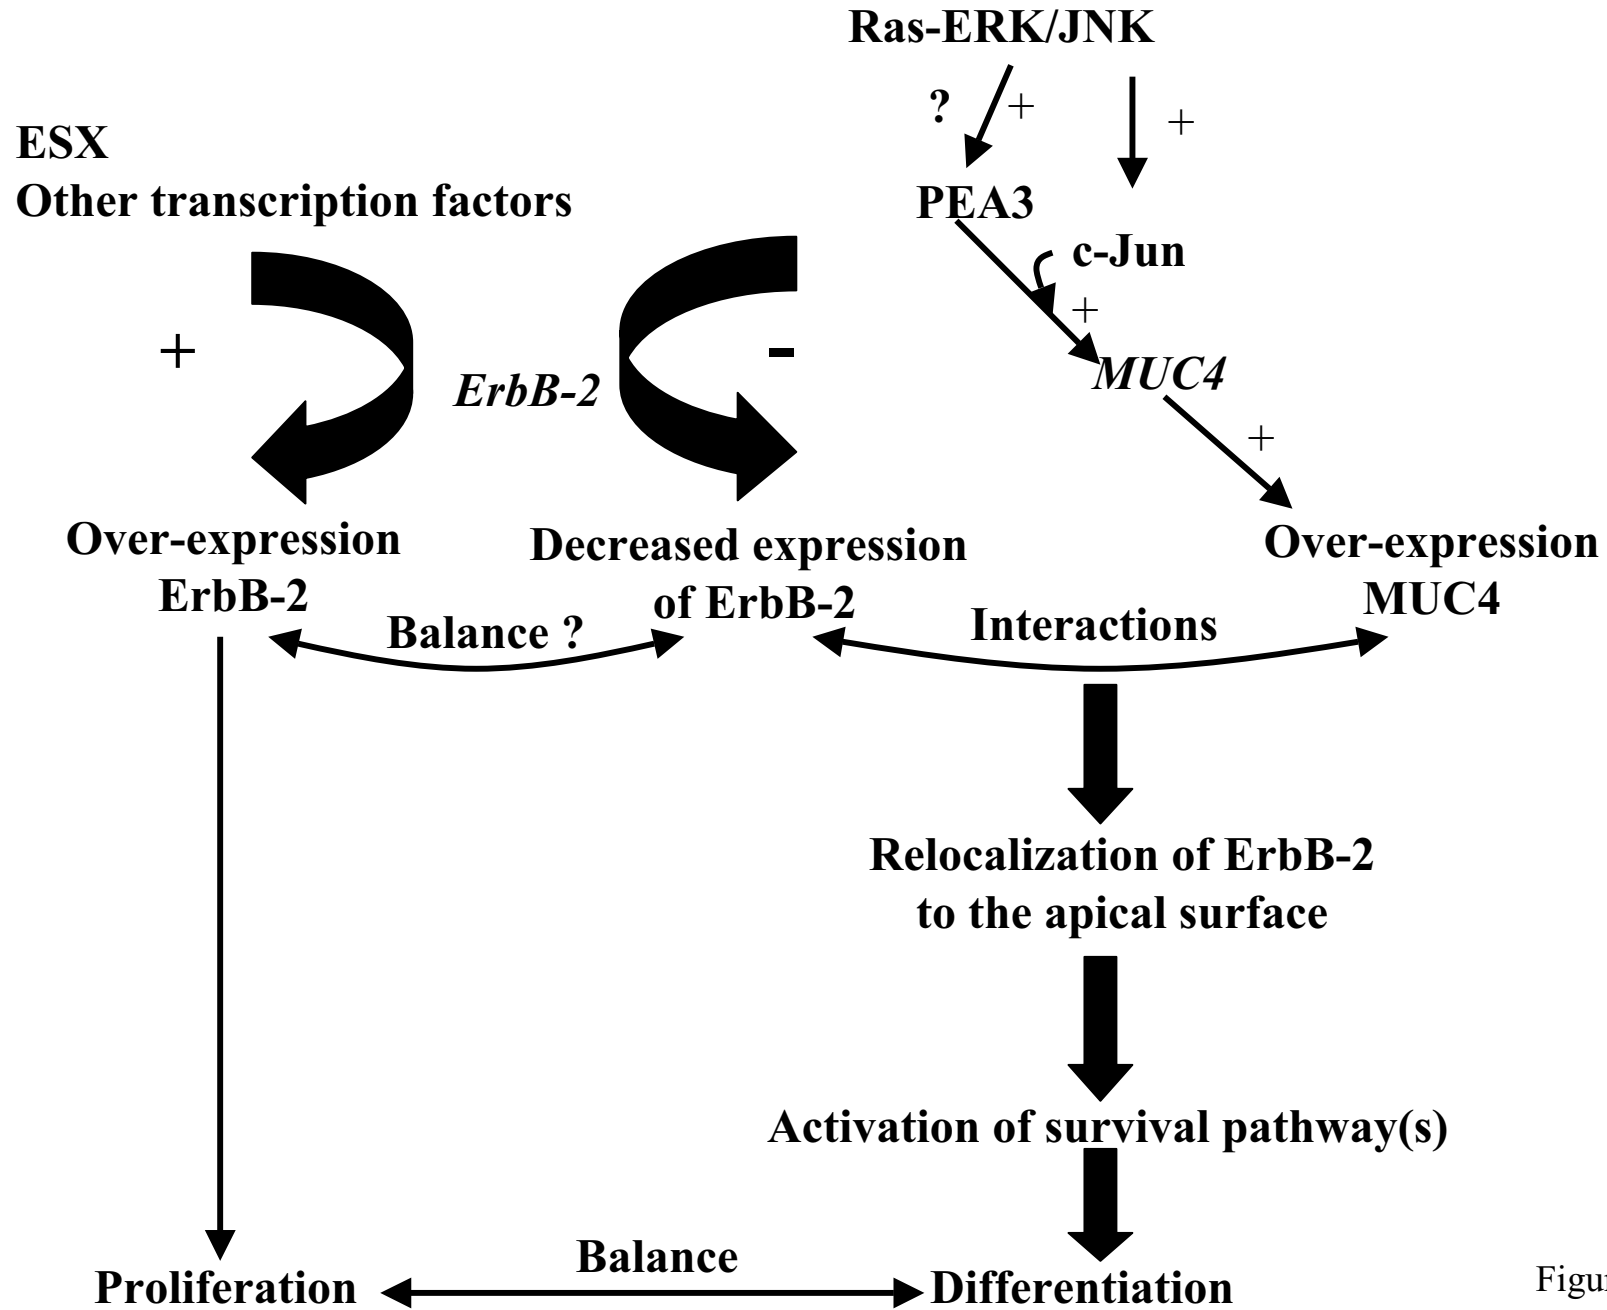 Ras-ERK/JNK
? +
+
ESX
Other transcription factors
PEA3
c-Jun
+
+
-
MUC4
ErbB-2
+
Over-expression
ErbB-2
Decreased expression
of ErbB-2
Over-expression
MUC4
Balance ?
Interactions
Relocalization of ErbB-2
to the apical surface
Activation of survival pathway(s)
Balance
Proliferation
Differentiation
Figur